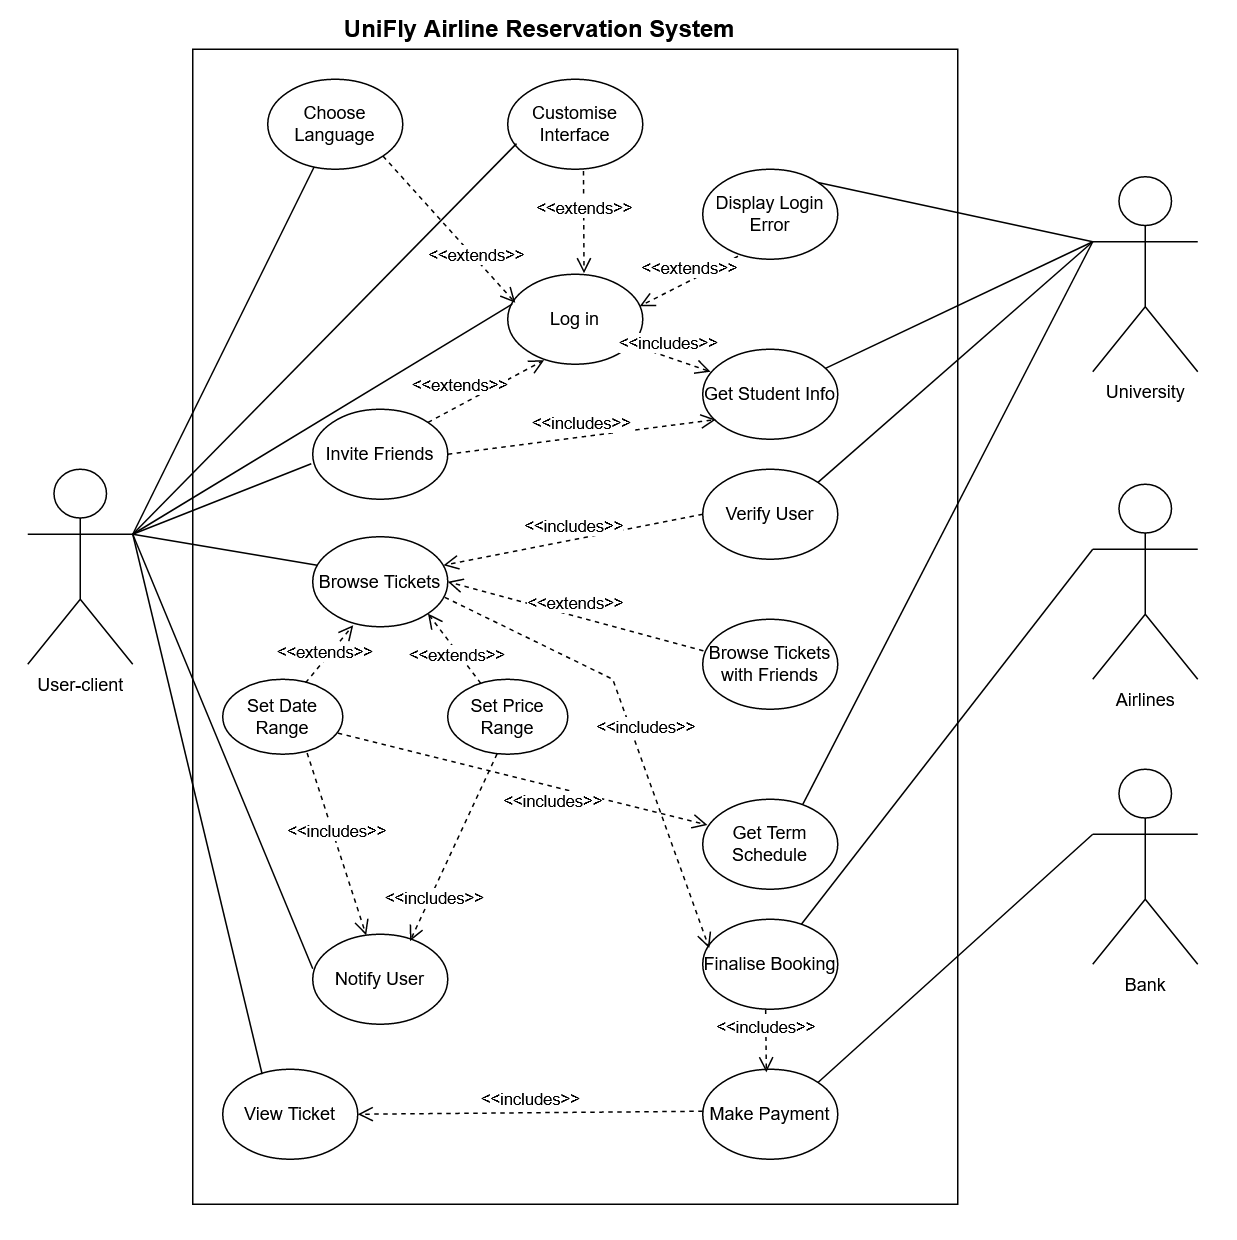 UniFly Airline Reservation System
Choose
Language
Customise
Interface
Display Login
Error
<<extends>>
<<extends>>
<<extends>>
Log in
<<includes>>
Get Student Info
University
<<extends>>
<<includes>>
Invite Friends
Verify User
<<includes>>
Browse Tickets
<<extends>>
<<extends>>
<<extends>>
Browse Tickets
with Friends
User-client
Airlines
Set Date
Range
Set Price
Range
<<includes>>
<<includes>>
<<includes>>
Get Term
Schedule
<<includes>>
Finalise Booking
Notify User
Bank
<<includes>>
<<includes>>
View Ticket
Make Payment